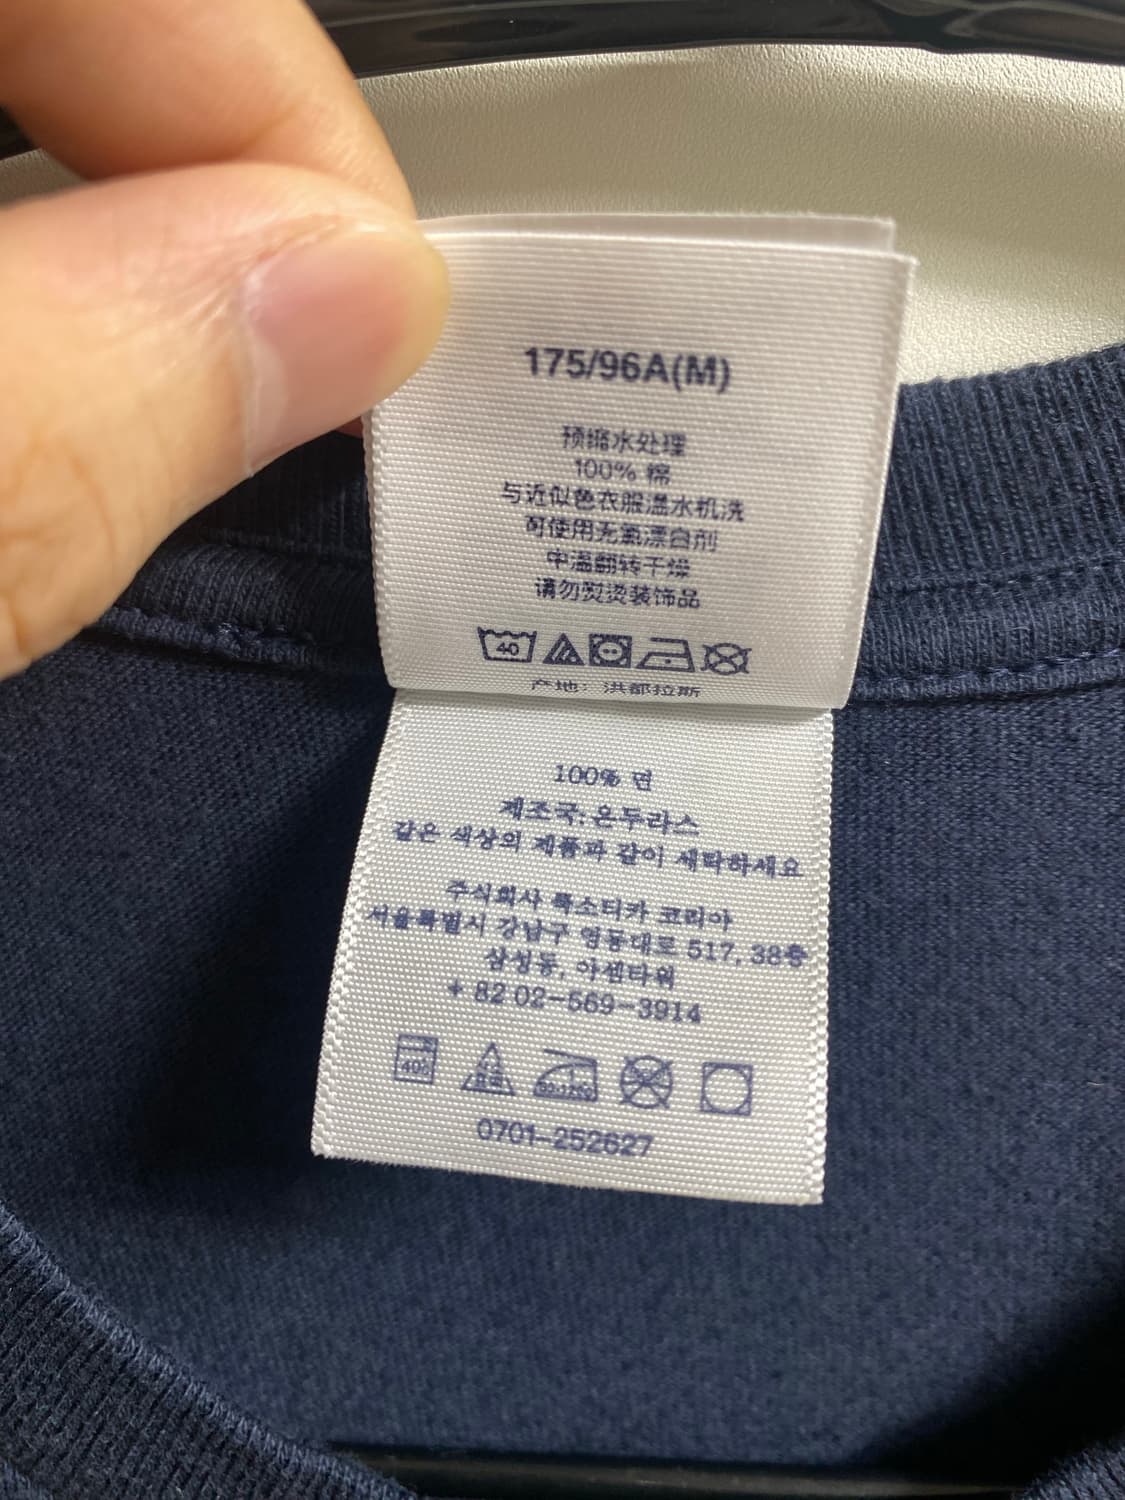 175/96A(M)
预缩水处理
100% 棉
与近似色衣服温水机洗
可使用无氯漂白剂
中温翻转干燥
请勿熨烫装饰品
40
产地：洪都拉斯
100% 면
제조국: 온두라스
같은 색상의 제품과 같이 세탁하세요
주식회사 룩소티카 코리아
서울특별시 강남구 영동대로 517, 38층
삼성동, 아셈타워
+ 82 02-569-3914
0701-252627